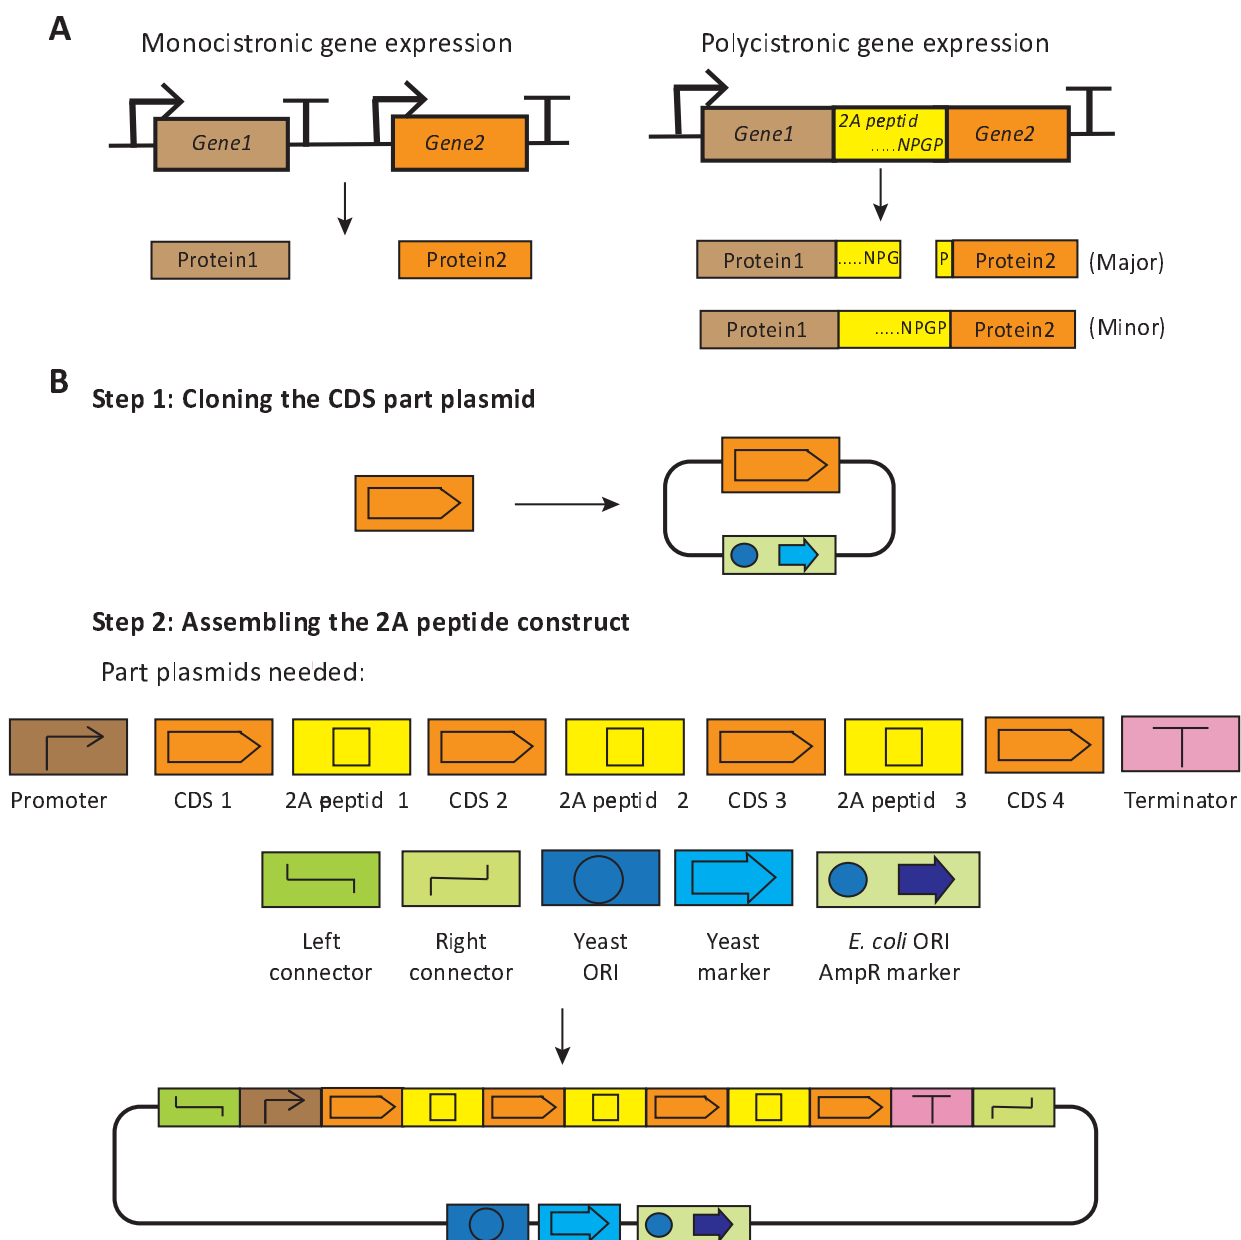 A
Monocistronic gene expression
Polycistronic gene expression
Gene1
Gene2
Gene1
2A peptid
.....NPGP
Gene2
Protein1
Protein2
Protein1
.....NPG
P
Protein2
(Major)
Protein1
.....NPGP
Protein2
(Minor)
B
Step 1: Cloning the CDS part plasmid
Step 2: Assembling the 2A peptide construct
Part plasmids needed:
Promoter
CDS 1
2A peptid 1
CDS 2
2A peptid 2
CDS 3
2A peptid 3
CDS 4
Terminator
Left
connector
Right
connector
Yeast
ORI
Yeast
marker
E. coli ORI
AmpR marker